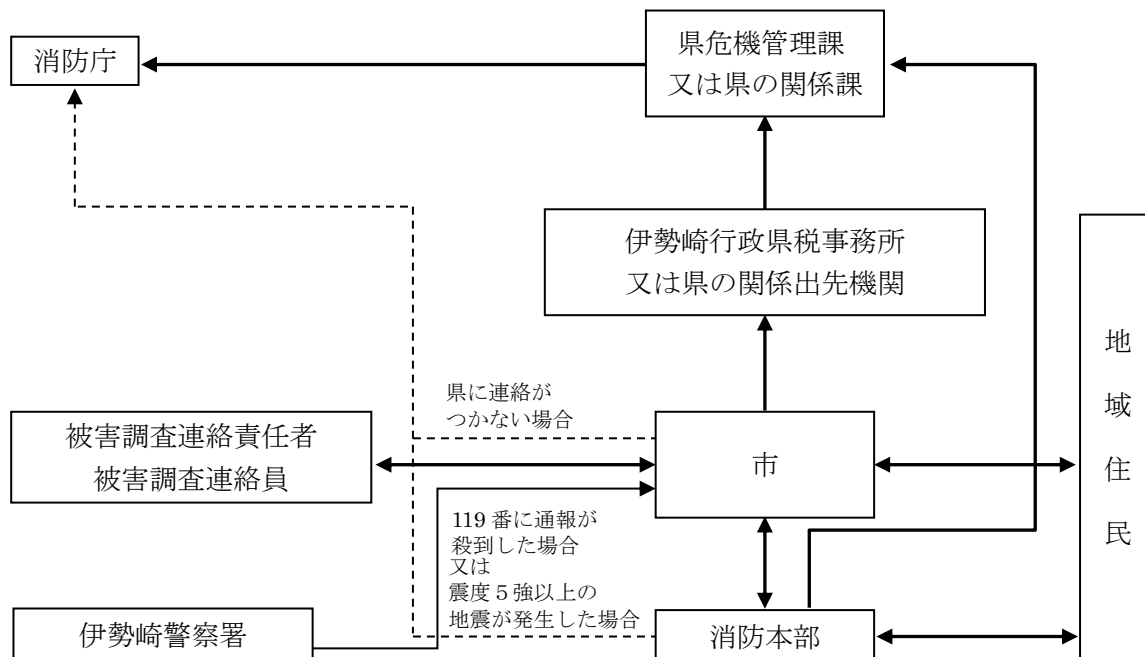 消防庁
県危機管理課
又は県の関係課
伊勢崎行政県税事務所
又は県の関係出先機関
地域住民
県に連絡が
つかない場合
被害調査連絡責任者
被害調査連絡員
市
119 番に通報が
殺到した場合
又は
震度５強以上の
地震が発生した場合
伊勢崎警察署
消防本部